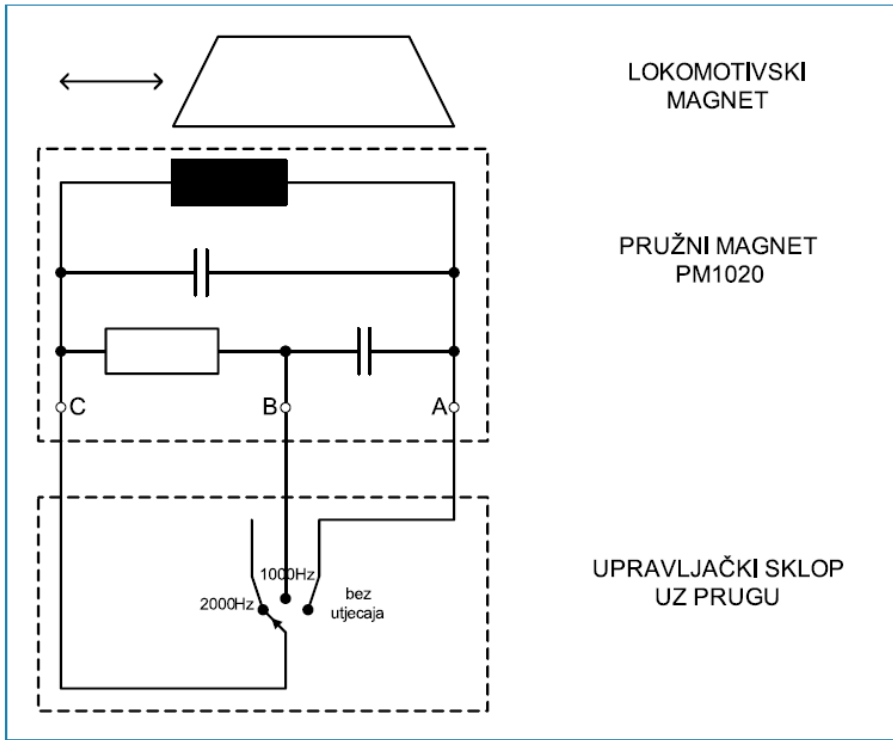 LOKOMOTIVSKI
MAGNET
PRUŽNI MAGNET
PM1020
C
B
A
1000Hz
2000Hz
bez
utjecaja
UPRAVLJAČKI SKLOP
UZ PRUGU